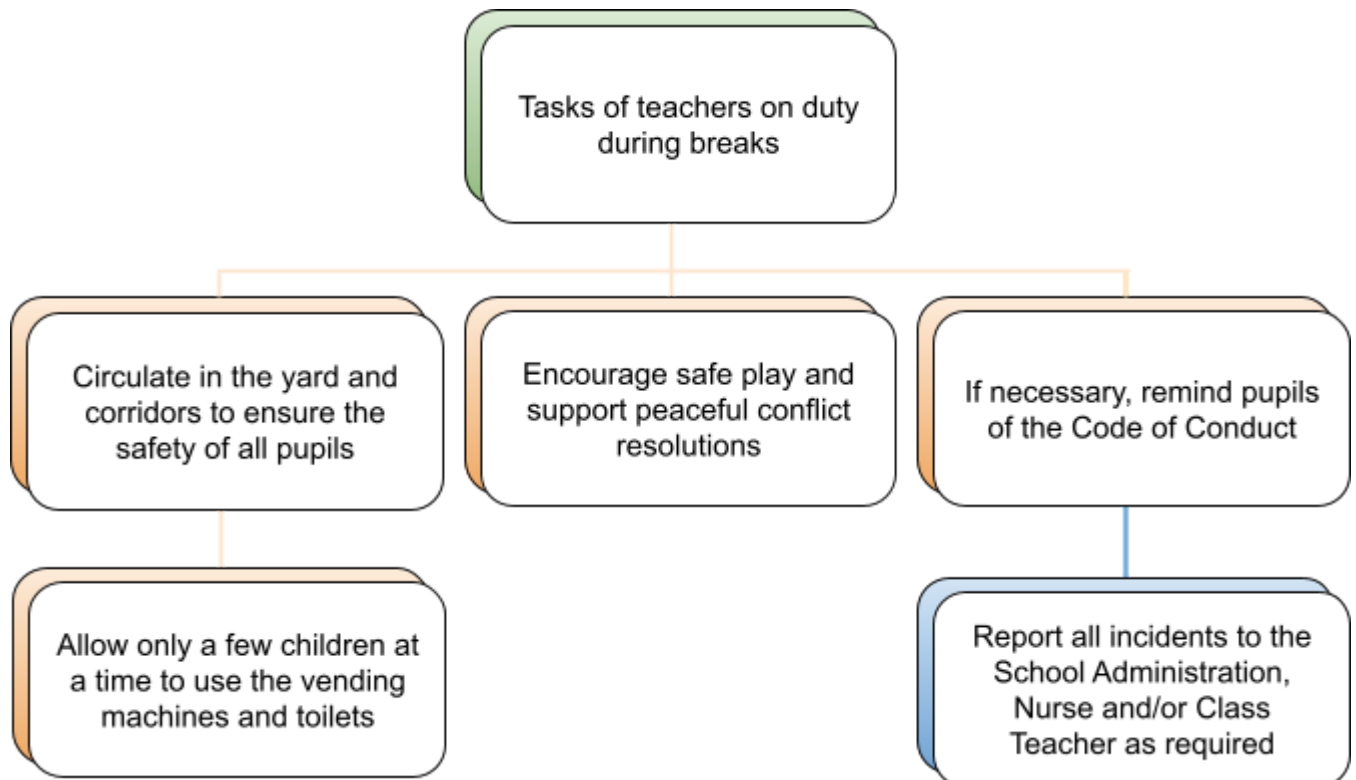 Tasks of teachers on duty
during breaks
Circulate in the yard and
corridors to ensure the
safety of all pupils
Encourage safe play and
support peaceful conflict
resolutions
If necessary, remind pupils
of the Code of Conduct
Allow only a few children at
a time to use the vending
machines and toilets
Report all incidents to the
School Administration,
Nurse and/or Class
Teacher as required